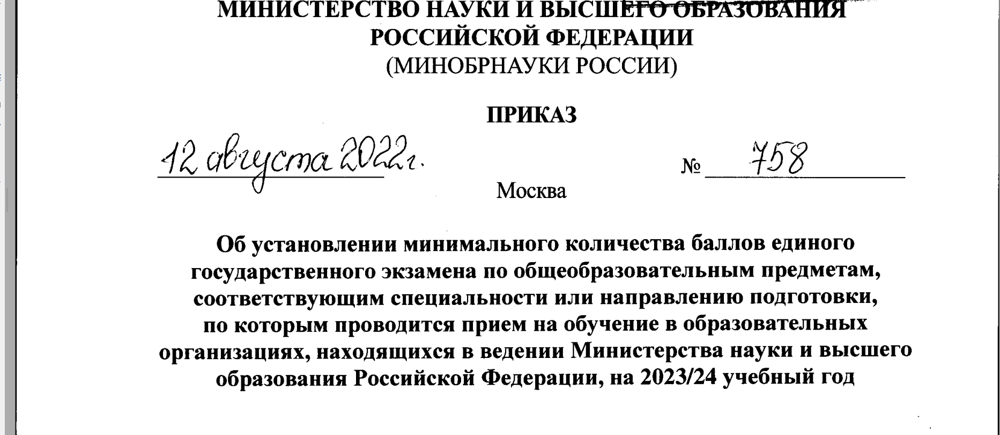 МИНИСТЕРСТВО НАУКИ И ВЫСШЕГО ОБРАЗОВАНИЯ
РОССИЙСКОЙ ФЕДЕРАЦИИ
(МИНОБРНАУКИ РОССИИ)
ПРИКАЗ
12 августа 2022г. № 758
Москва
Об установлении минимального количества баллов единого
государственного экзамена по общеобразовательным предметам,
соответствующим специальности или направлению подготовки,
по которым проводится прием на обучение в образовательных
организациях, находящихся в ведении Министерства науки и высшего
образования Российской Федерации, на 2023/24 учебный год